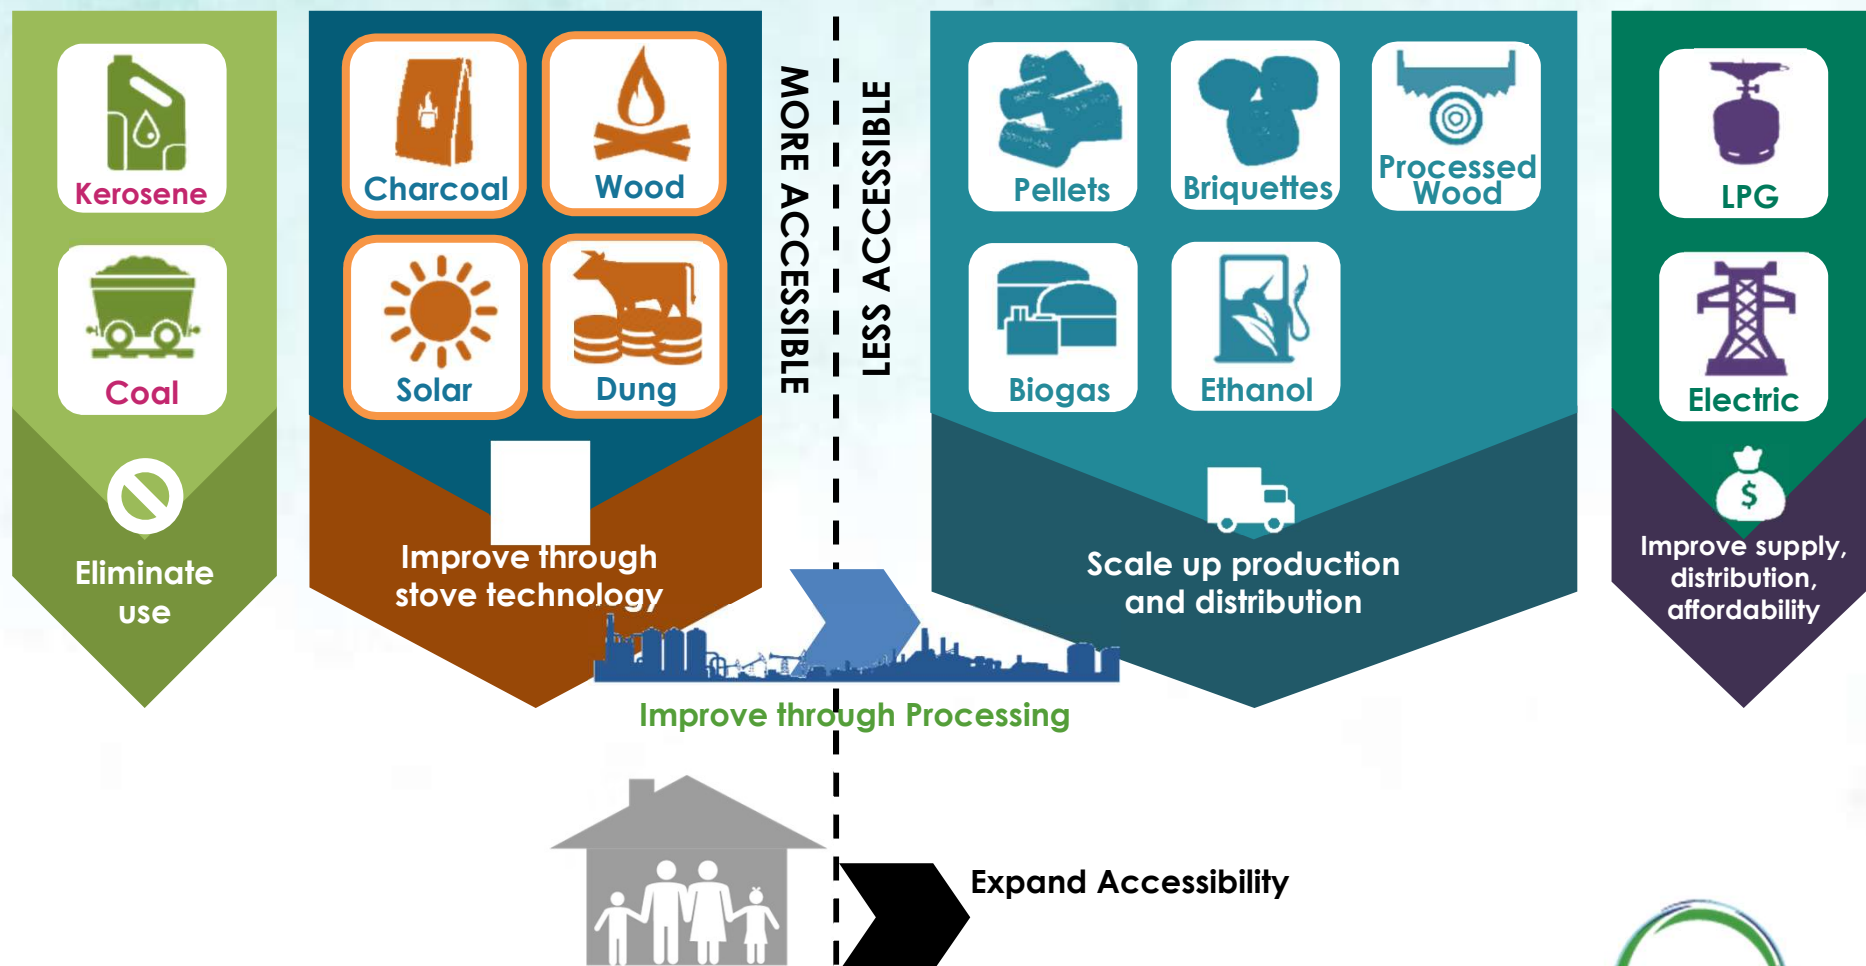 Kerosene
Coal
Eliminate
use
Charcoal
Wood
Solar
Dung
Improve through
stove technology
MORE ACCESSIBLE
LESS ACCESSIBLE
Pellets
Briquettes
Processed
Wood
Biogas
Ethanol
Scale up production
and distribution
LPG
Electric
$
Improve supply,
distribution,
affordability
Improve through Processing
Expand Accessibility